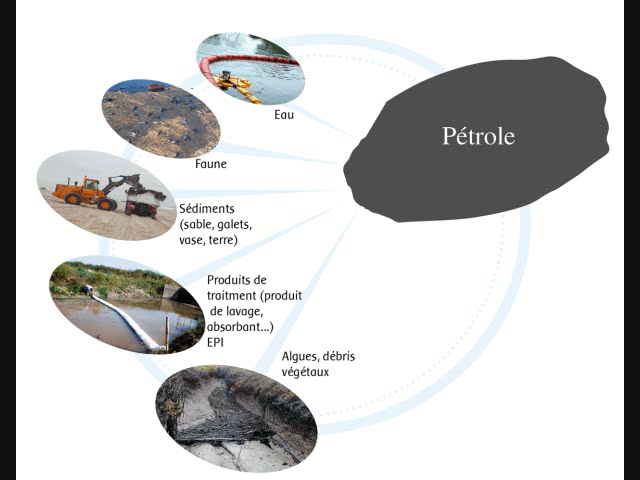 Eau
Pétrole
Faune
Sédiments
(sable, galets,
vase, terre)
Produits de
traitment (produit
de lavage,
absorbant...)
EPI
Algues, débris
végétaux